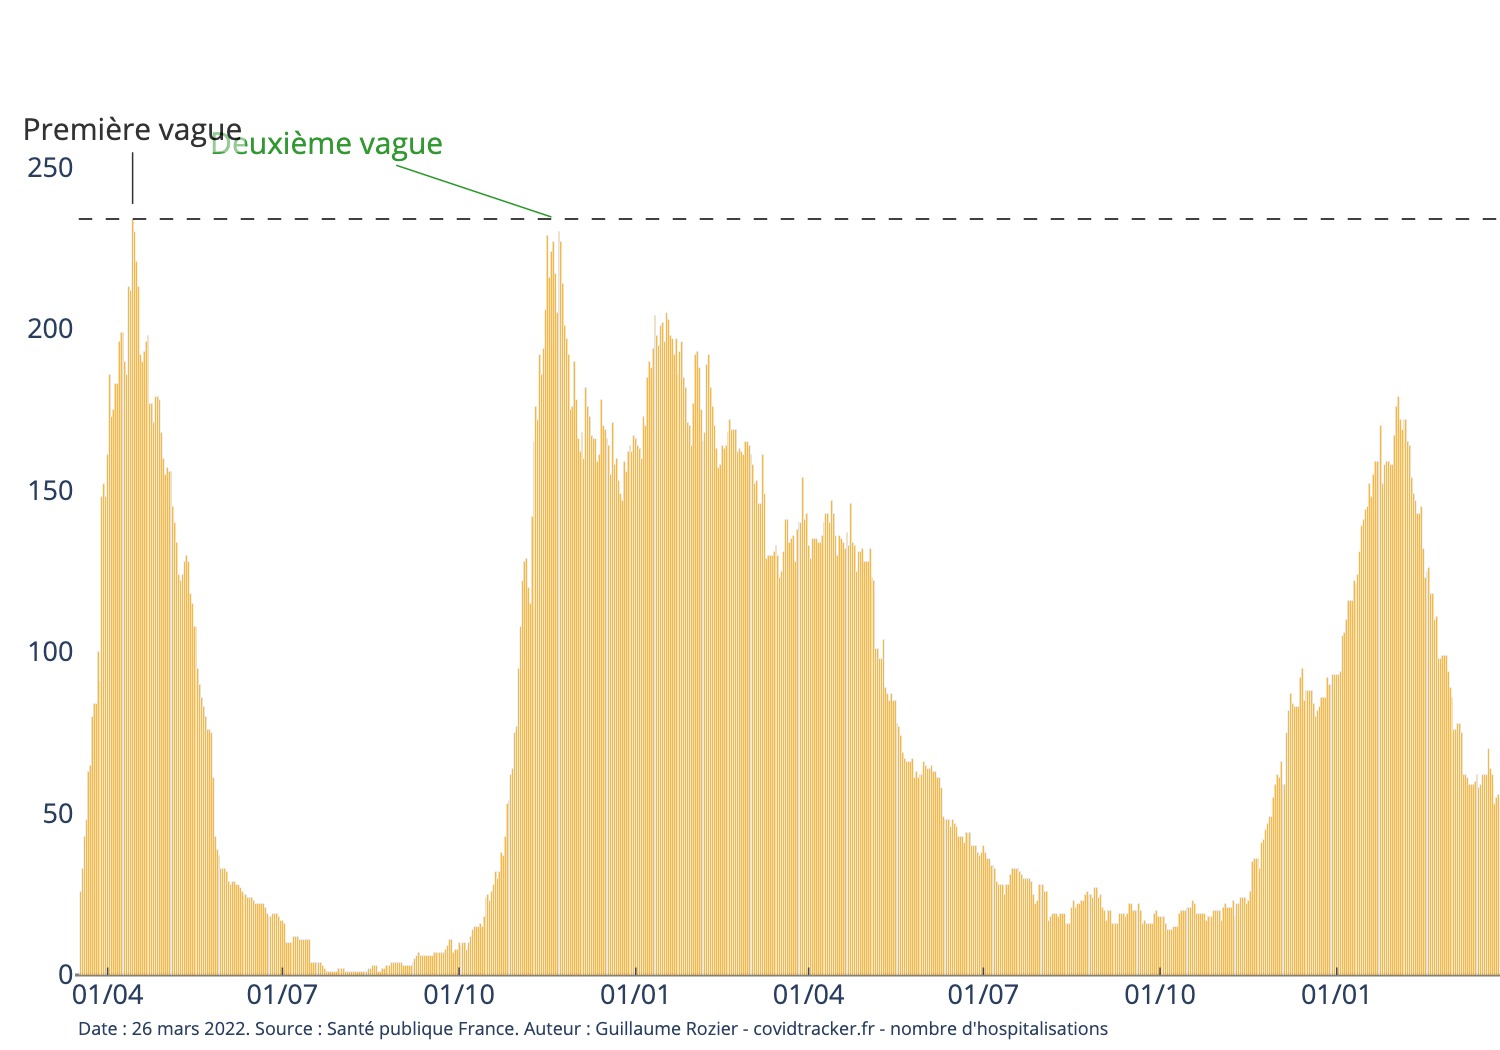 Première vague
Deuxième vague
250
200
150
100
50
0
01/04 01/07 01/10 01/01 01/04 01/07 01/10 01/01
Date : 26 mars 2022. Source : Santé publique France. Auteur : Guillaume Rozier - covidtracker.fr - nombre d'hospitalisations